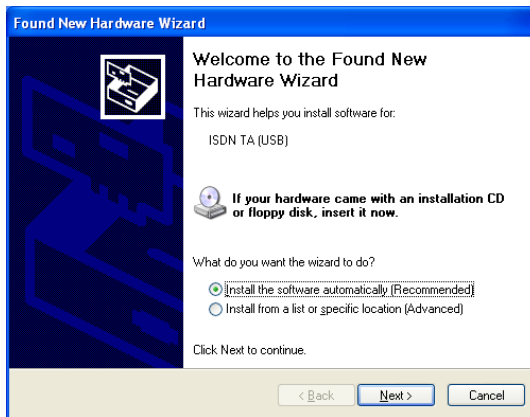 Found New Hardware Wizard
Welcome to the Found New
Hardware Wizard
This wizard helps you install software for:
ISDN TA (USB)
If your hardware came with an installation CD
or floppy disk, insert it now.
What do you want the wizard to do?
Install the software automatically (Recommended)
Install from a list or specific location (Advanced)
Click Next to continue.
< Back Next > Cancel